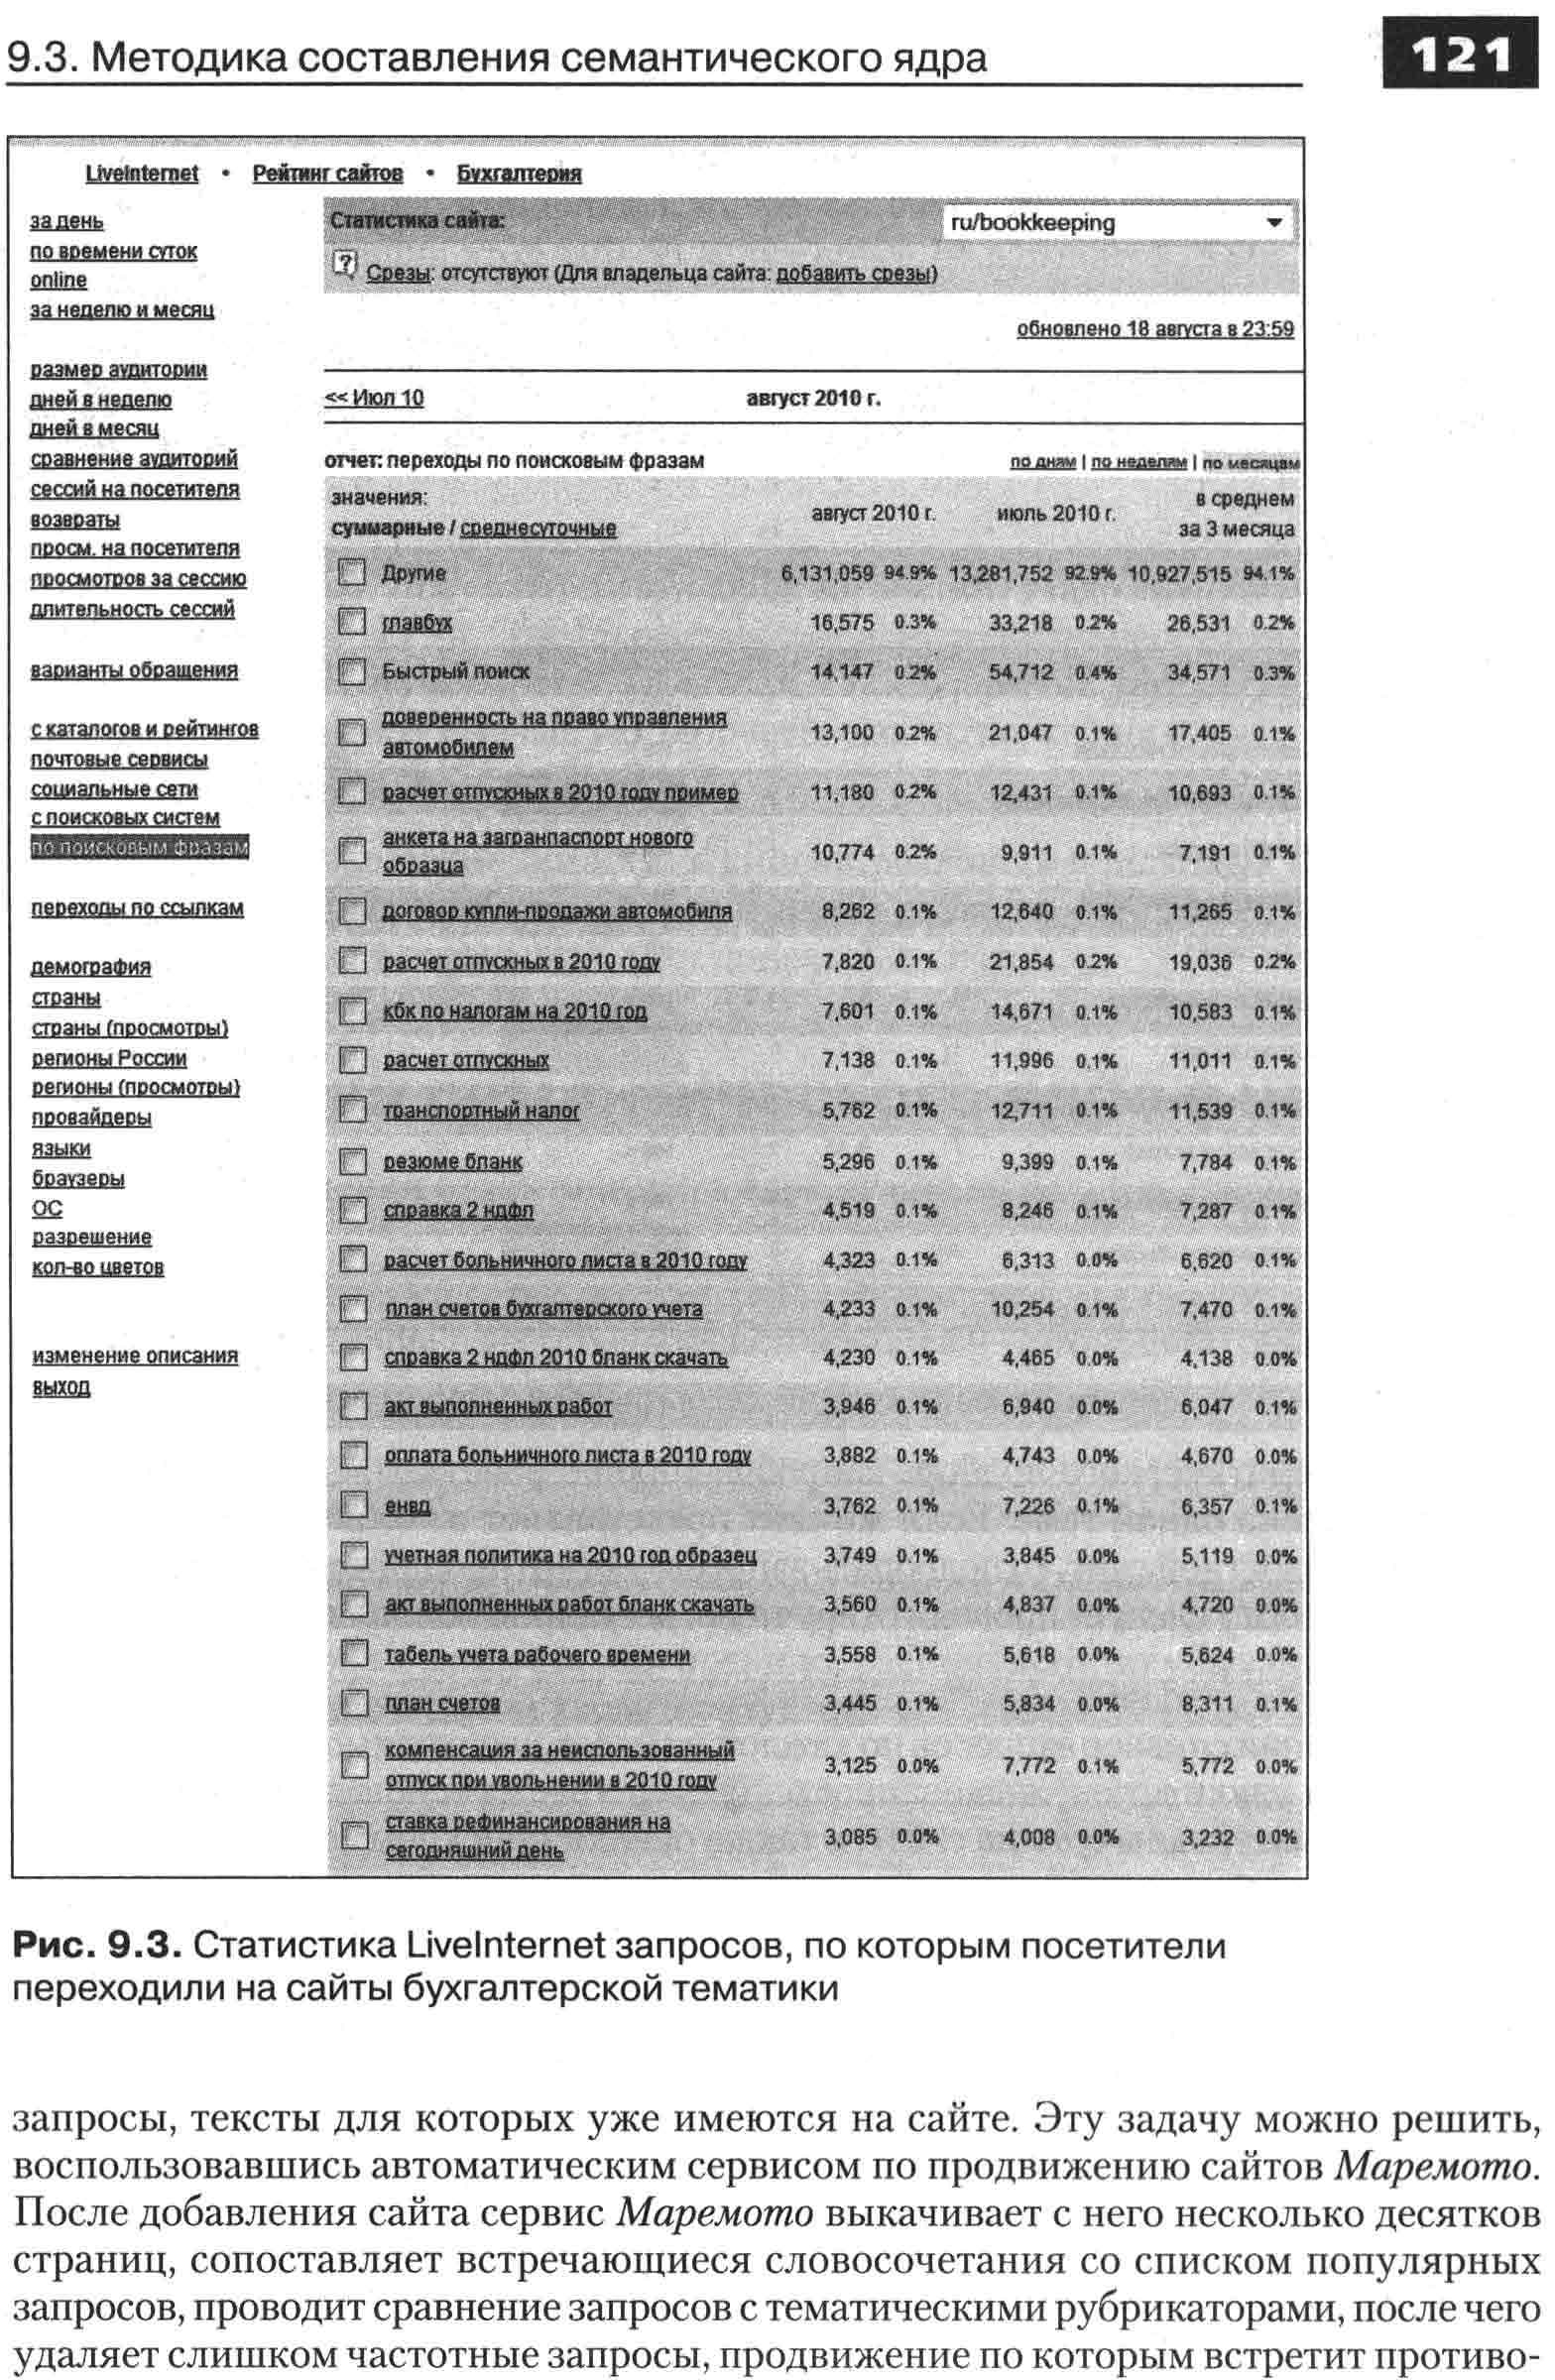 9.3. Методика составления семантического ядра
121
LiveInternet • Рейтинг сайтов • Бухгалтерия
за день
по времени суток
online
за неделю и месяц
размер аудитории
дней в неделю
дней в месяц
сравнение аудиторий
сессий на посетителя
возвраты
просм. на посетителя
просмотров за сессию
длительность сессий
варианты обращения
с каталогов и рейтингов
почтовые сервисы
социальные сети
с поисковых систем
по поисковым фразам
переходы по ссылкам
демография
страны
страны (просмотры)
регионы России
регионы (просмотры)
провайдеры
языки
браузеры
ОС
разрешение
кол-во цветов
изменение описания
выход
Статистика сайта: ru/bookkeeping
Срезы: отсутствуют (Для владельца сайта: добавить срезы)
обновлено 18 августа в 23:59
<< Июл 10 август 2010 г.
отчет: переходы по поисковым фразам по дням | по неделям | по месяцам
значения:
суммарные / среднесуточные
август 2010 г. июль 2010 г. в среднем
за 3 месяца
Другие 6,131,059 94.9% 13,281,752 92.9% 10,927,515 94.1%
главбух 16,575 0.3% 33,218 0.2% 26,531 0.2%
Быстрый поиск 14,147 0.2% 54,712 0.4% 34,571 0.3%
доверенность на право управления
автомобилем 13,100 0.2% 21,047 0.1% 17,405 0.1%
расчет отпускных в 2010 году пример 11,180 0.2% 12,431 0.1% 10,693 0.1%
анкета на загранпаспорт нового
образца 10,774 0.2% 9,911 0.1% 7,191 0.1%
договор купли-продажи автомобиля 8,262 0.1% 12,640 0.1% 11,265 0.1%
расчет отпускных в 2010 году 7,820 0.1% 21,854 0.2% 19,036 0.2%
кбк по налогам на 2010 год 7,601 0.1% 14,671 0.1% 10,583 0.1%
расчет отпускных 7,138 0.1% 11,996 0.1% 11,011 0.1%
транспортный налог 5,762 0.1% 12,711 0.1% 11,539 0.1%
резюме бланк 5,296 0.1% 9,399 0.1% 7,784 0.1%
справка 2 ндфл 4,519 0.1% 8,246 0.1% 7,287 0.1%
расчет больничного листа в 2010 году 4,323 0.1% 6,313 0.0% 6,620 0.1%
план счетов бухгалтерского учета 4,233 0.1% 10,254 0.1% 7,470 0.1%
справка 2 ндфл 2010 бланк скачать 4,230 0.1% 4,465 0.0% 4,138 0.0%
акт выполненных работ 3,946 0.1% 6,940 0.0% 6,047 0.1%
оплата больничного листа в 2010 году 3,882 0.1% 4,743 0.0% 4,670 0.0%
енвд 3,762 0.1% 7,226 0.1% 6,357 0.1%
учетная политика на 2010 год образец 3,749 0.1% 3,845 0.0% 5,119 0.0%
акт выполненных работ бланк скачать 3,560 0.1% 4,837 0.0% 4,720 0.0%
табель учета рабочего времени 3,558 0.1% 5,618 0.0% 5,624 0.0%
план счетов 3,445 0.1% 5,834 0.0% 8,311 0.1%
компенсация за неиспользованный
отпуск при увольнении в 2010 году 3,125 0.0% 7,772 0.1% 5,772 0.0%
ставка рефинансирования на
сегодняшний день 3,085 0.0% 4,008 0.0% 3,232 0.0%
Рис. 9.3. Статистика LiveInternet запросов, по которым посетители
переходили на сайты бухгалтерской тематики
запросы, тексты для которых уже имеются на сайте. Эту задачу можно решить,
воспользовавшись автоматическим сервисом по продвижению сайтов Маремото.
После добавления сайта сервис Маремото выкачивает с него несколько десятков
страниц, сопоставляет встречающиеся словосочетания со списком популярных
запросов, проводит сравнение запросов с тематическими рубрикаторами, после чего
удаляет слишком частотные запросы, продвижение по которым встретит противо-